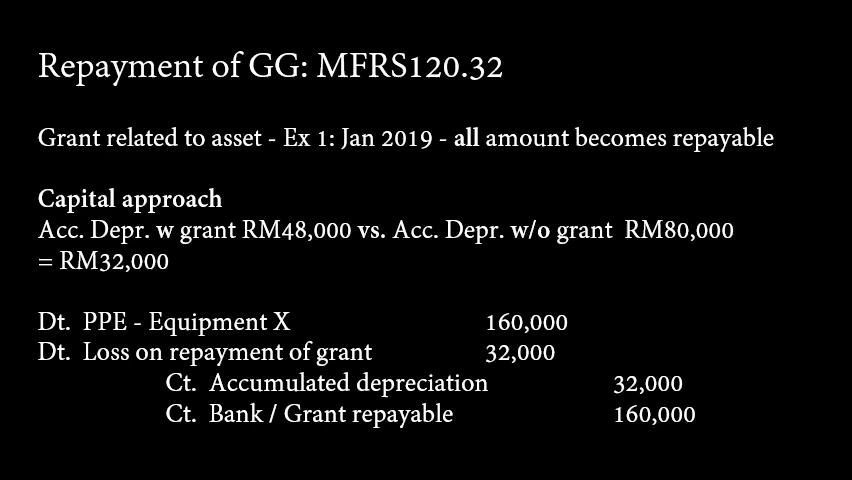 Repayment of GG: MFRS120.32
Grant related to asset - Ex 1: Jan 2019 - all amount becomes repayable
Capital approach
Acc. Depr. w grant RM48,000 vs. Acc. Depr. w/o grant RM80,000
= RM32,000
Dt. PPE - Equipment X 160,000
Dt. Loss on repayment of grant 32,000
Ct. Accumulated depreciation 32,000
Ct. Bank / Grant repayable 160,000